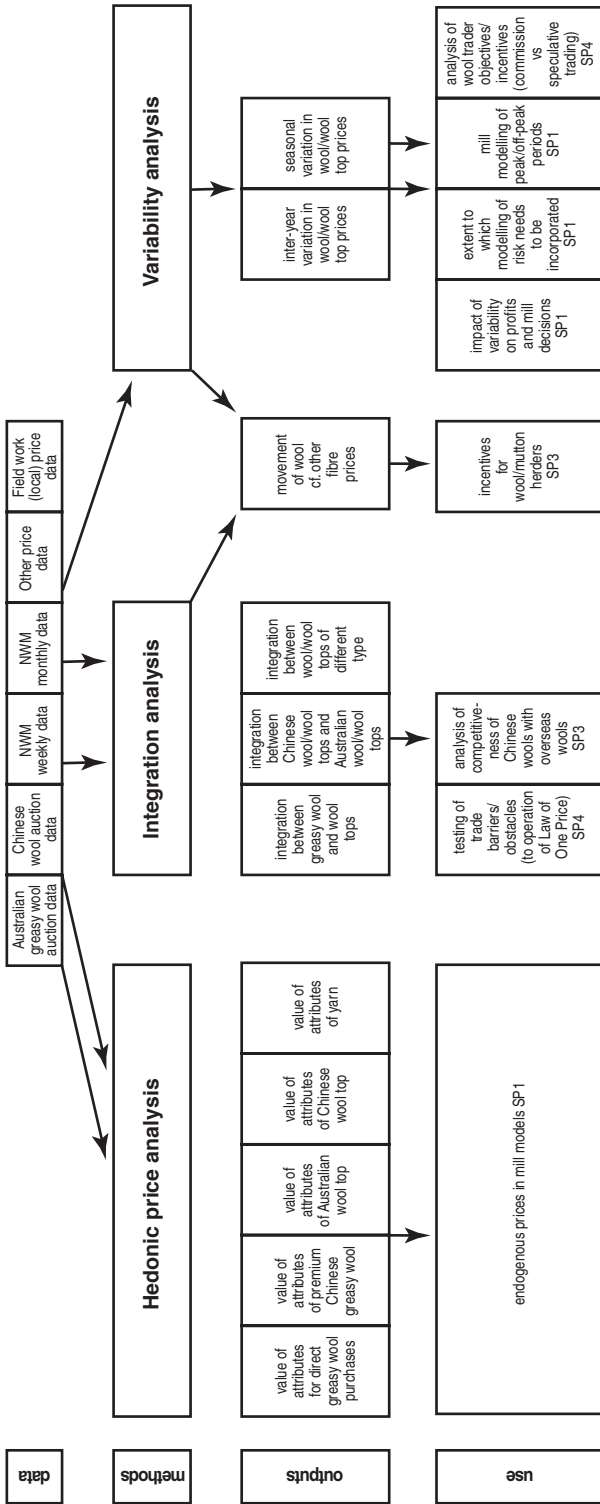 data
Australian
greasy wool
auction data
Chinese
wool auction
data
NWM
weekly data
NWM
monthly data
Other price
data
Field work
(local) price
data
methods
Hedonic price analysis
Integration analysis
Variability analysis
outputs
value of
attributes
for direct
greasy wool
purchases
value of
attributes
of premium
Chinese
greasy wool
value of
attributes
of Australian
wool top
value of
attributes
of Chinese
wool top
value of
attributes
of yarn
integration
between
greasy wool
and wool
tops
integration
between
Chinese
wool/wool
tops and
Australian
wool/wool
tops
integration
between
wool/wool
tops of
different
type
movement
of wool
cf. other
fibre
prices
inter-year
variation in
wool/wool
top prices
seasonal
variation in
wool/wool
top prices
use
endogenous prices in mill models SP1
testing of
trade
barriers/
obstacles
(to operation
of Law of
One Price)
SP4
analysis of
competitive-
ness of
Chinese
wools with
overseas
wools
SP3
incentives
for
wool/mutton
herders
SP3
impact of
variability
on profits
and mill
decisions
SP1
extent to
which
modelling of
risk needs
to be
incorporated
SP1
mill
modelling of
peak/off-peak
periods
SP1
analysis of
wool trader
objectives/
incentives
(commission
vs
speculative
trading)
SP4